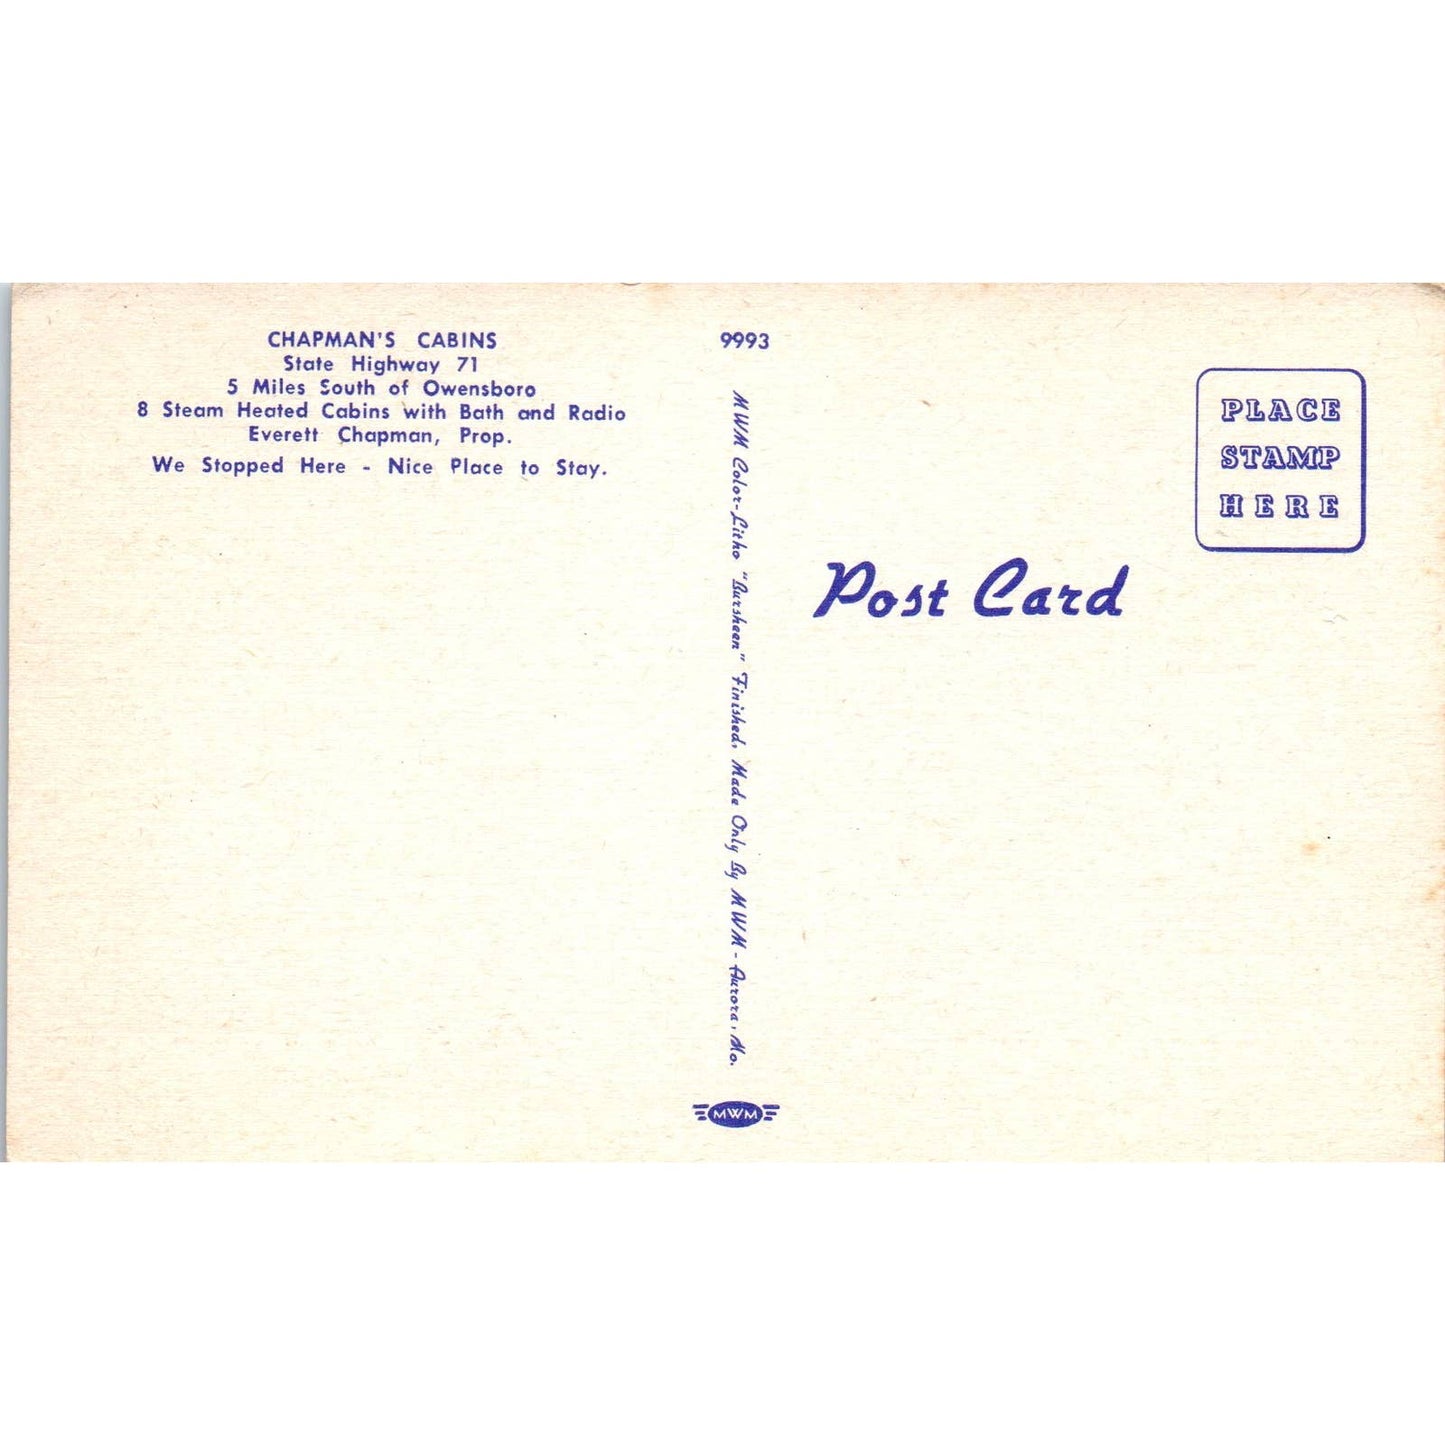 CHAPMAN'S CABINS
State Highway 71
5 Miles South of Owensboro
8 Steam Heated Cabins with Bath and Radio
Everett Chapman, Prop.
We Stopped Here - Nice Place to Stay.
9993
MWM Color-Litho "Bursheen" Finished, Made Only By MWM - Aurora, Mo.
MWM
PLACE
STAMP
HERE
Post Card